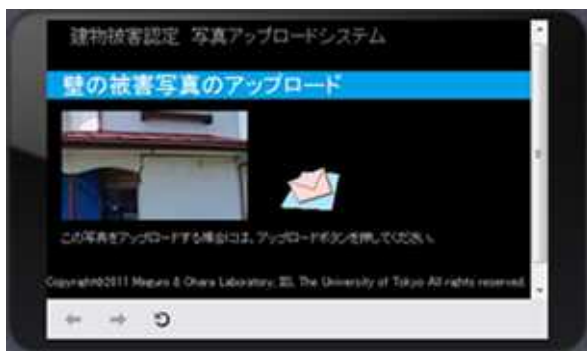 建物被害認定 写真アップロードシステム
壁の被害写真のアップロード
この写真をアップロードする場合には、アップロードボタンを押してください。
Copyright©2011 Meguro & Ohara Laboratory, IIS, The University of Tokyo All rights reserved.